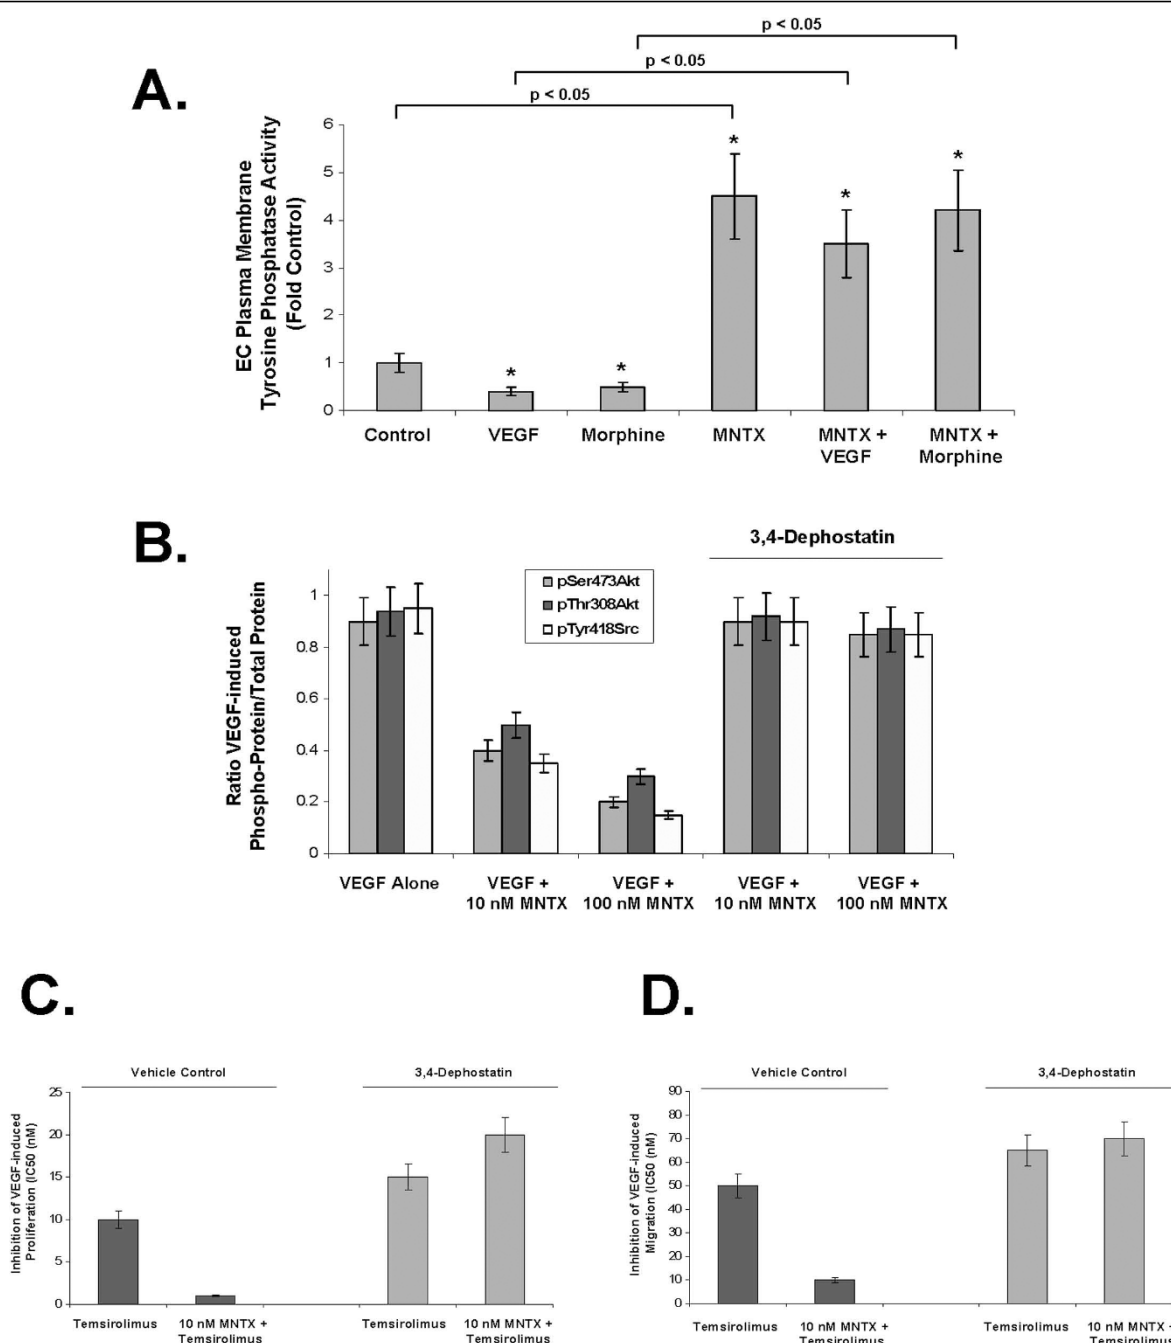 A.
p < 0.05
p < 0.05
p < 0.05
EC Plasma Membrane
Tyrosine Phosphatase Activity
(Fold Control)
6
5
4
3
2
1
0
*
*
*
*
*
Control
VEGF
Morphine
MNTX
MNTX +
VEGF
MNTX +
Morphine
B.
3,4-Dephostatin
pSer473Akt
pThr308Akt
pTyr418Src
Ratio VEGF-induced
Phospho-Protein/Total Protein
1
0.8
0.6
0.4
0.2
0
VEGF Alone
VEGF +
10 nM MNTX
VEGF +
100 nM MNTX
VEGF +
10 nM MNTX
VEGF +
100 nM MNTX
C.
Vehicle Control
3,4-Dephostatin
Inhibition of VEGF-induced
Proliferation (IC50 (nM)
25
20
15
10
5
0
Temsirolimus
10 nM MNTX +
Temsirolimus
Temsirolimus
10 nM MNTX +
Temsirolimus
D.
Vehicle Control
3,4-Dephostatin
Inhibition of VEGF-induced
Migration (IC50 (nM)
90
80
70
60
50
40
30
20
10
0
Temsirolimus
10 nM MNTX +
Temsirolimus
Temsirolimus
10 nM MNTX +
Temsirolimus